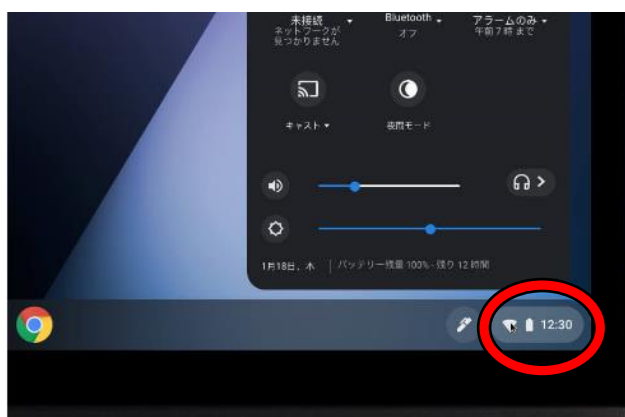 未接続 Bluetooth アラームのみ
ネットワークが オフ 午前7時 まで
見つかりません
キャスト 夜間モード
1月18日、木 | バッテリー残量 100% - 残り 12 時間
12:30